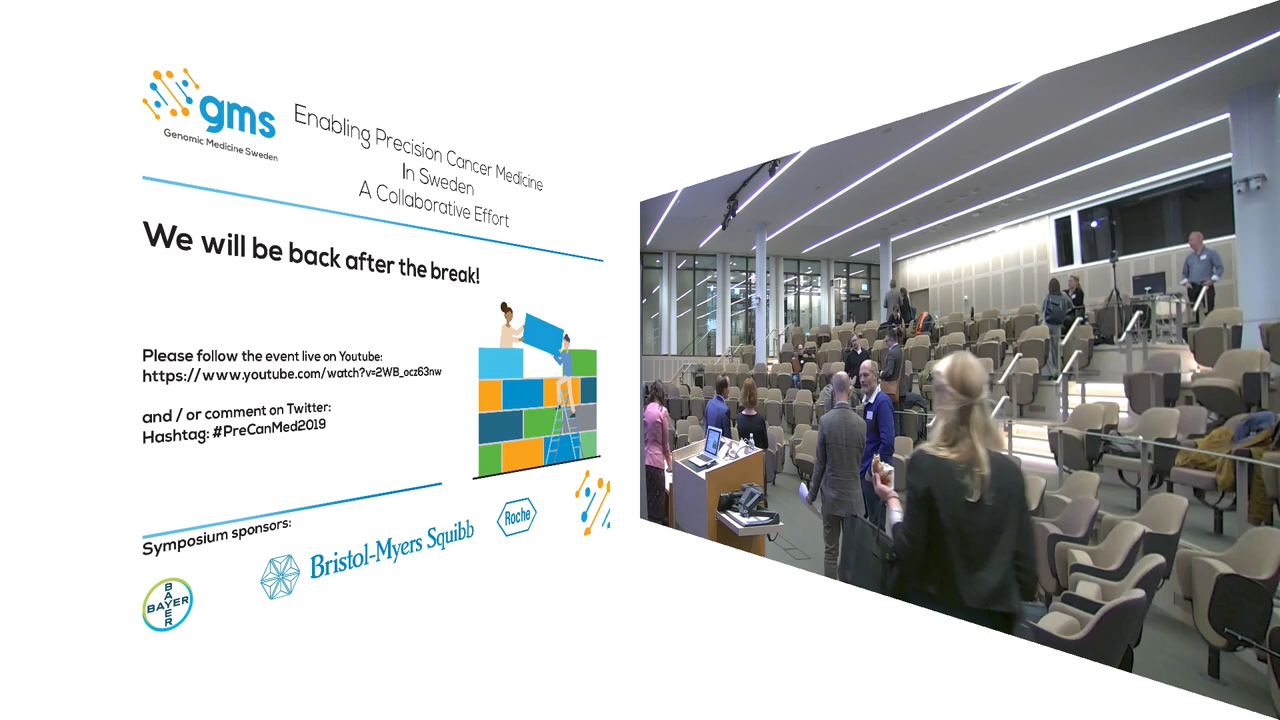 gms
Genomic Medicine Sweden
Enabling Precision Cancer Medicine
In Sweden
A Collaborative Effort
We will be back after the break!
Please follow the event live on Youtube:
https://www.youtube.com/watch?v=2WB_ocz63nw
and / or comment on Twitter:
Hashtag: #PreCanMed2019
Symposium sponsors:
BAYER
BAYER
Bristol-Myers Squibb
Roche